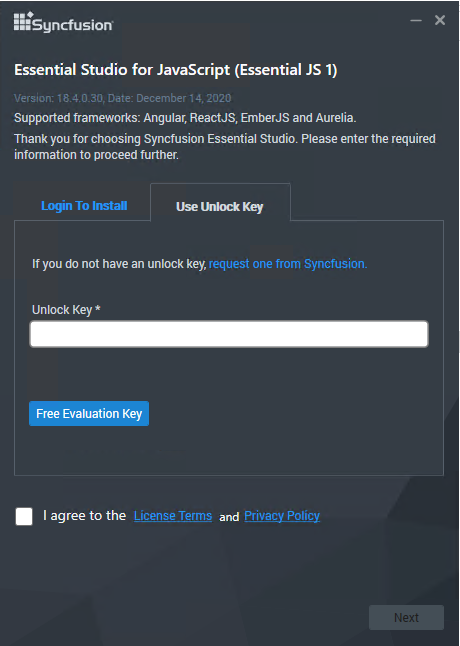 Syncfusion
Essential Studio for JavaScript (Essential JS 1)
Version: 18.4.0.30, Date: December 14, 2020
Supported frameworks: Angular, ReactJS, EmberJS and Aurelia.
Thank you for choosing Syncfusion Essential Studio. Please enter the required
information to proceed further.
Login To Install
Use Unlock Key
If you do not have an unlock key, request one from Syncfusion.
Unlock Key *
Free Evaluation Key
I agree to the License Terms and Privacy Policy
Next